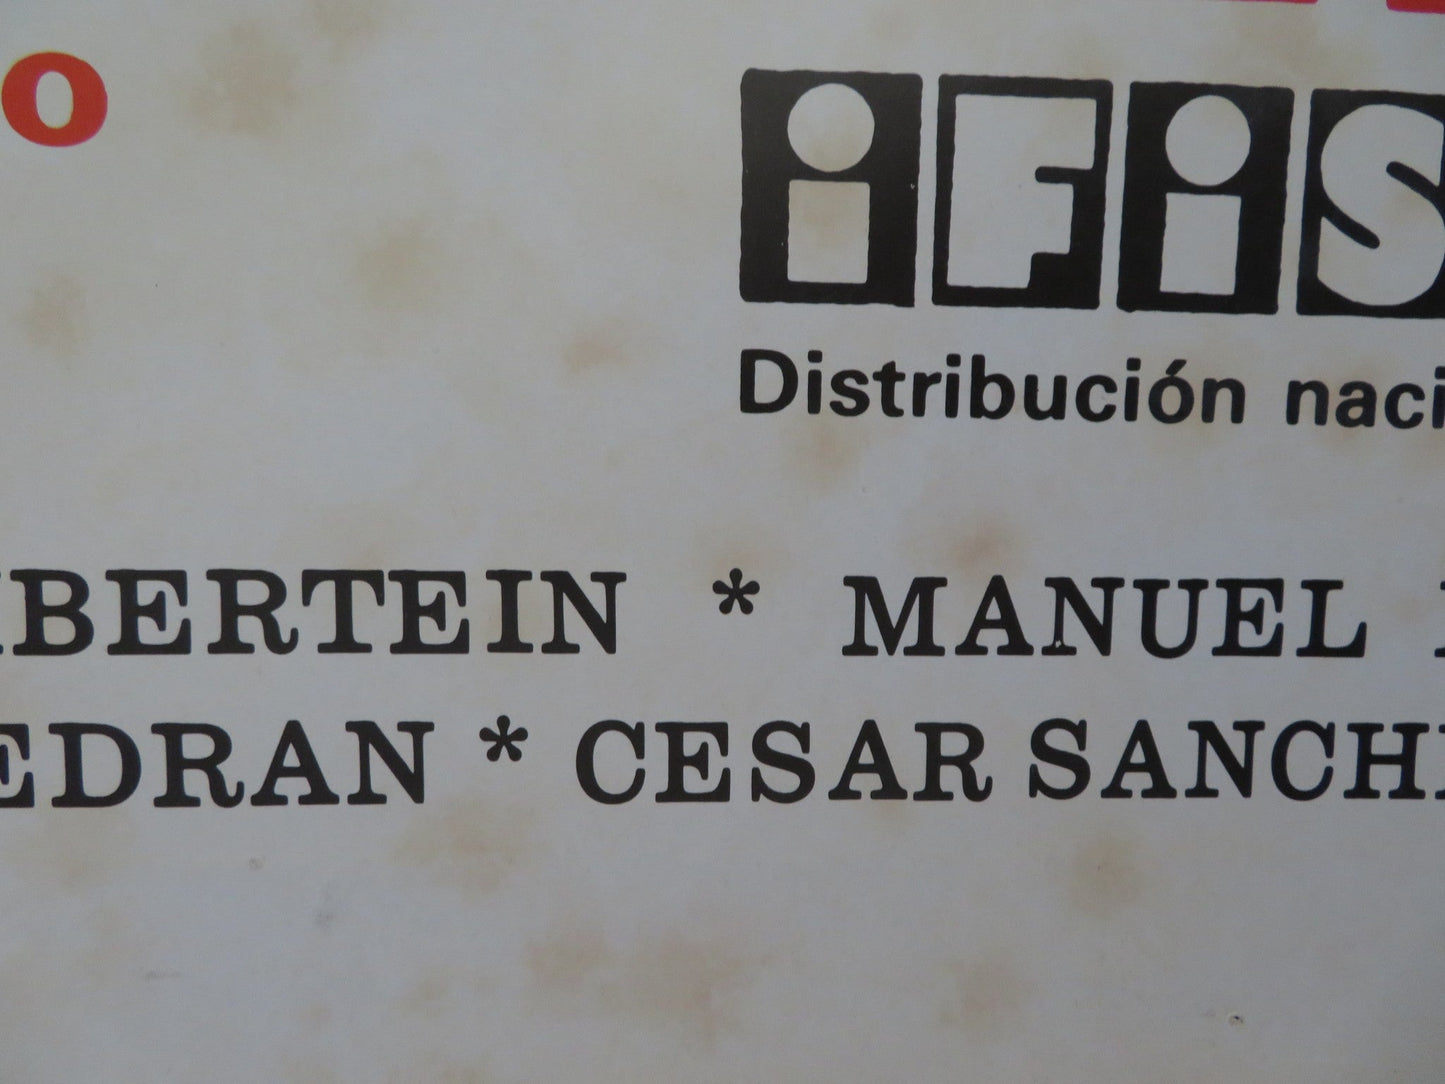 o
iFiS
Distribución naci
BERTEIN * MANUEL
EDRAN * CESAR SANCH